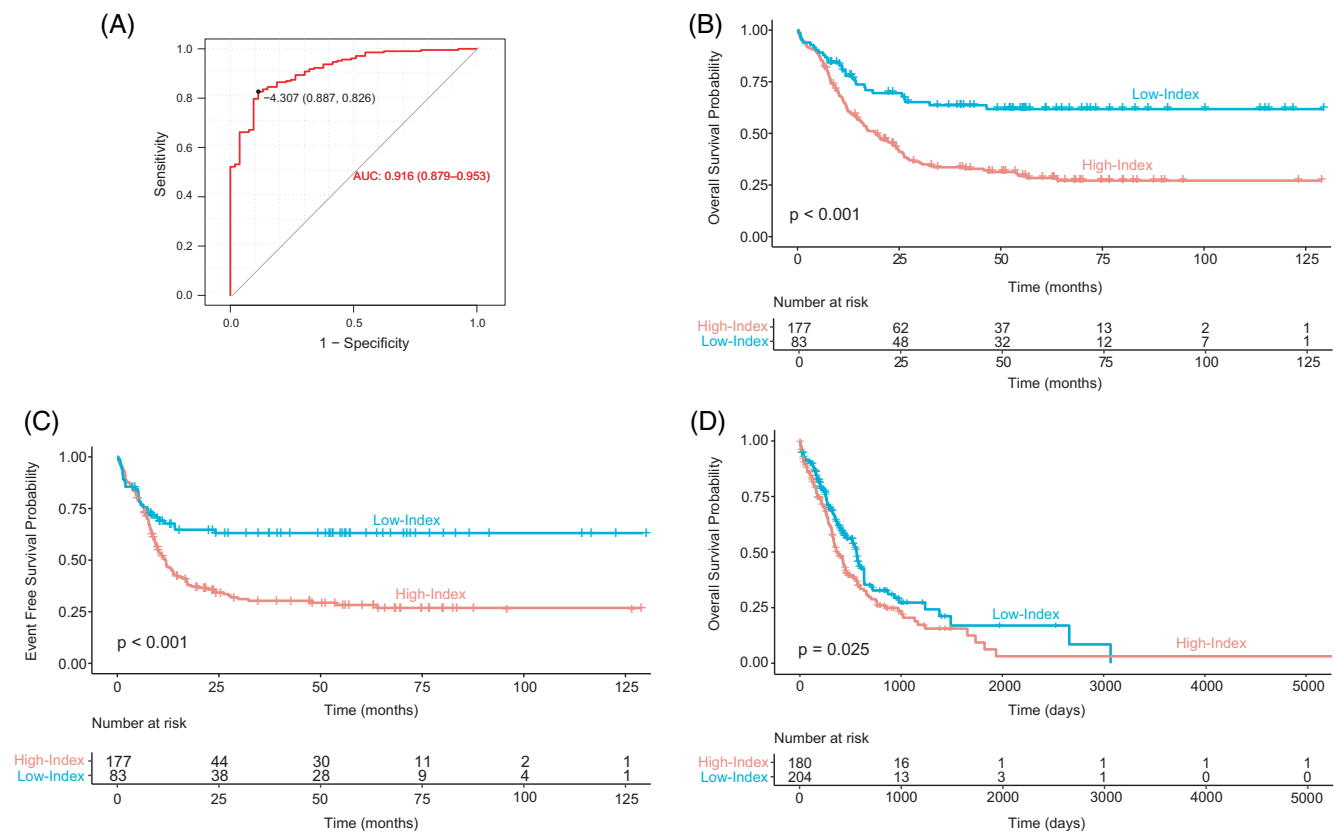 (A)
1.0
0.8
0.6
0.4
0.2
0.0
Sensitivity
−4.307 (0.887, 0.826)
AUC: 0.916 (0.879–0.953)
0.0 0.5 1.0
1 − Specificity
(B)
1.00
0.75
0.50
0.25
0.00
Overall Survival Probability
Low-Index
High-Index
p < 0.001
0 25 50 75 100 125
Time (months)
Number at risk
High-Index 177 62 37 13 2 1
Low-Index 83 48 32 12 7 1
0 25 50 75 100 125
Time (months)
(C)
1.00
0.75
0.50
0.25
0.00
Event Free Survival Probability
Low-Index
High-Index
p < 0.001
0 25 50 75 100 125
Time (months)
Number at risk
High-Index 177 44 30 11 2 1
Low-Index 83 38 28 9 4 1
0 25 50 75 100 125
Time (months)
(D)
1.00
0.75
0.50
0.25
0.00
Overall Survival Probability
Low-Index
High-Index
p = 0.025
0 1000 2000 3000 4000 5000
Time (days)
Number at risk
High-Index 180 16 1 1 1 1
Low-Index 204 13 3 1 0 0
0 1000 2000 3000 4000 5000
Time (days)